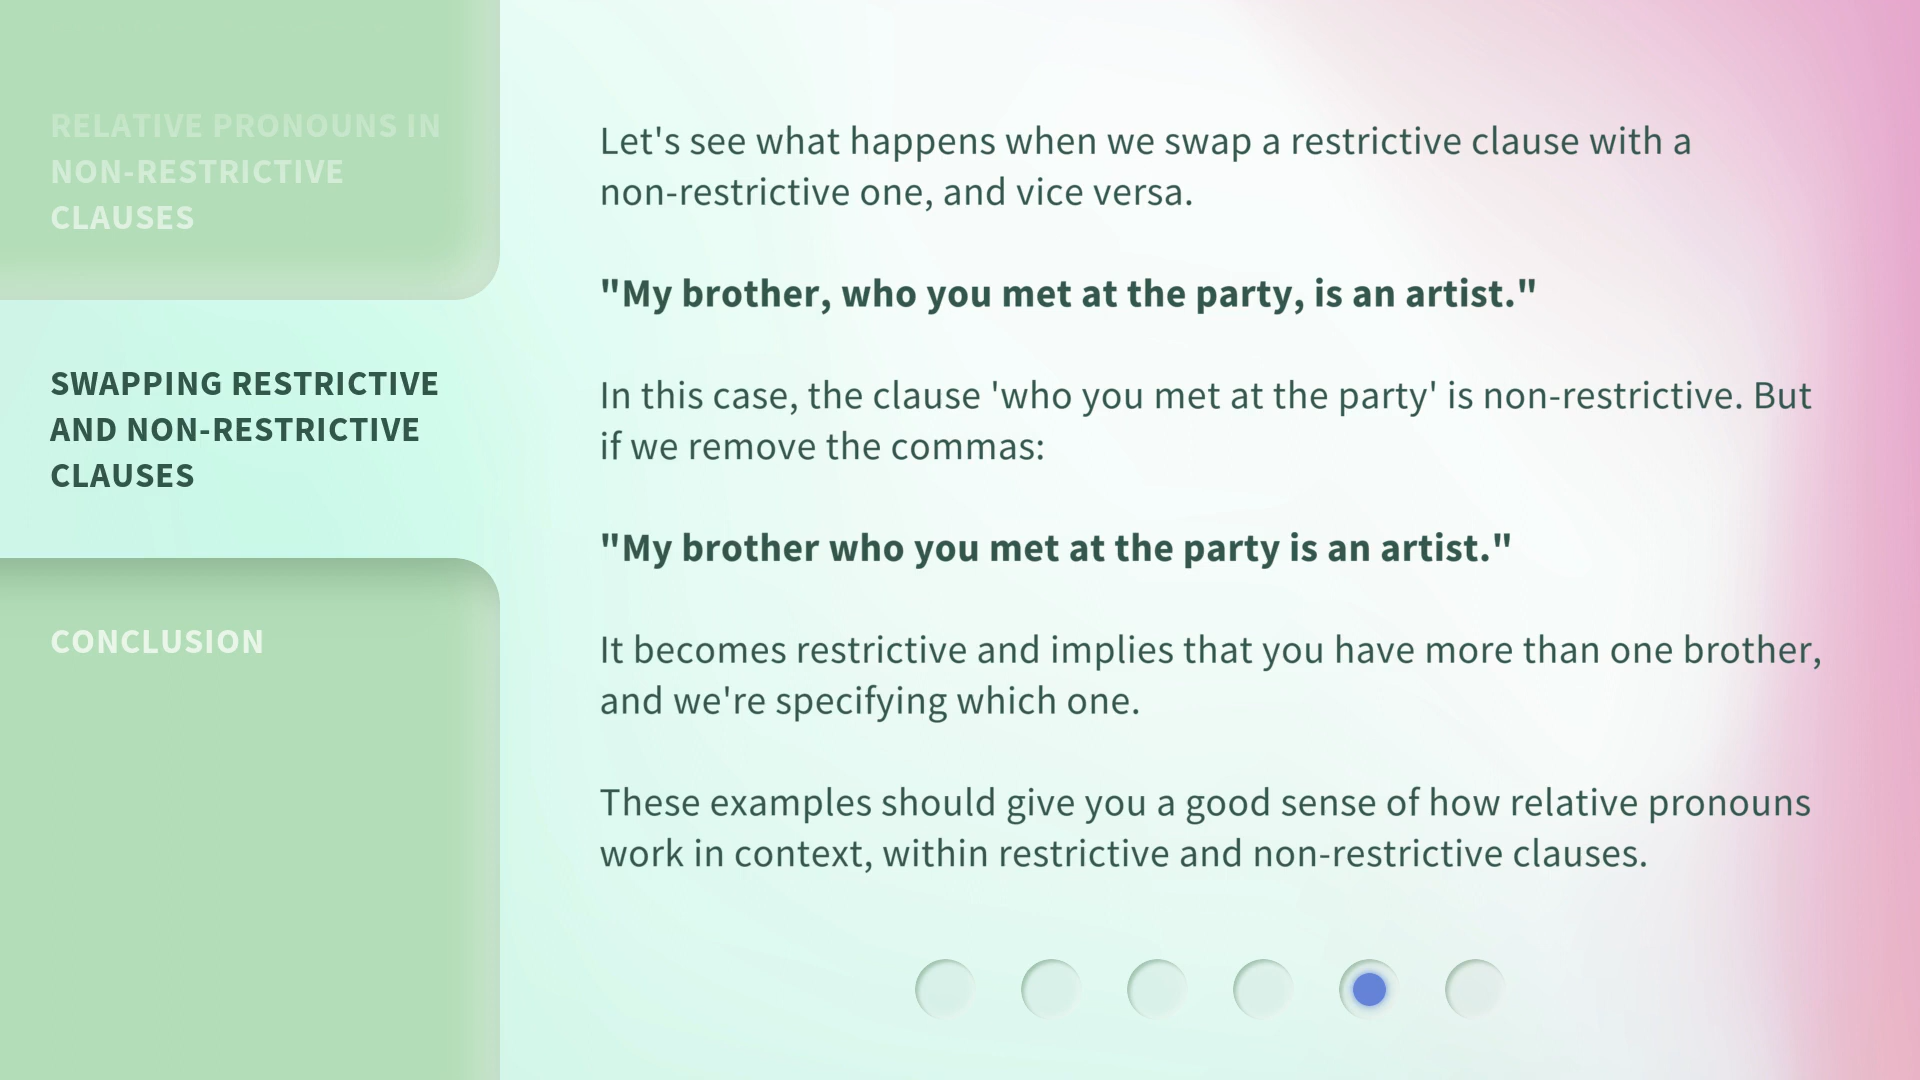 RELATIVE PRONOUNS IN
NON-RESTRICTIVE
CLAUSES
SWAPPING RESTRICTIVE
AND NON-RESTRICTIVE
CLAUSES
CONCLUSION
Let's see what happens when we swap a restrictive clause with a
non-restrictive one, and vice versa.
"My brother, who you met at the party, is an artist."
In this case, the clause 'who you met at the party' is non-restrictive. But
if we remove the commas:
"My brother who you met at the party is an artist."
It becomes restrictive and implies that you have more than one brother,
and we're specifying which one.
These examples should give you a good sense of how relative pronouns
work in context, within restrictive and non-restrictive clauses.